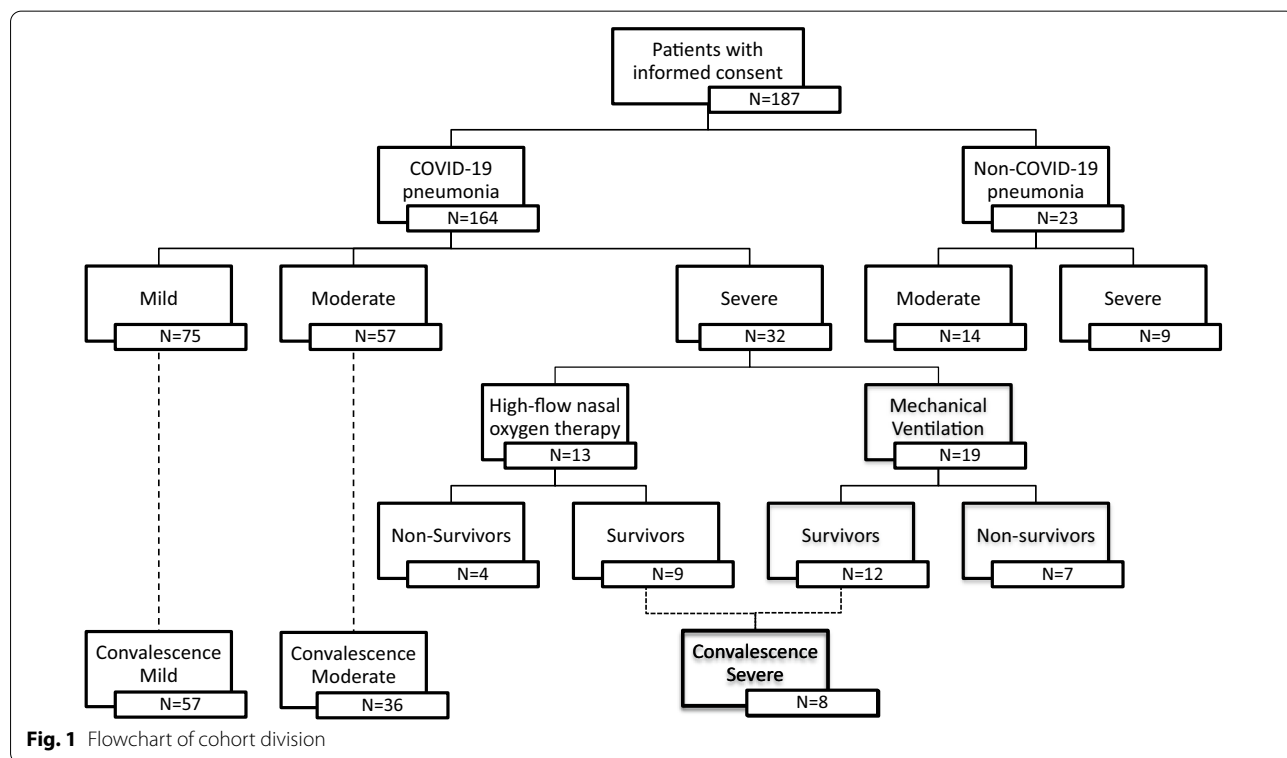 Patients with
informed consent
N=187
COVID-19
pneumonia
N=164
Non-COVID-19
pneumonia
N=23
Mild
N=75
Moderate
N=57
Severe
N=32
Moderate
N=14
Severe
N=9
High-flow nasal
oxygen therapy
N=13
Mechanical
Ventilation
N=19
Non-Survivors
N=4
Survivors
N=9
Survivors
N=12
Non-survivors
N=7
Convalescence
Mild
N=57
Convalescence
Moderate
N=36
Convalescence
Severe
N=8
Fig. 1 Flowchart of cohort division